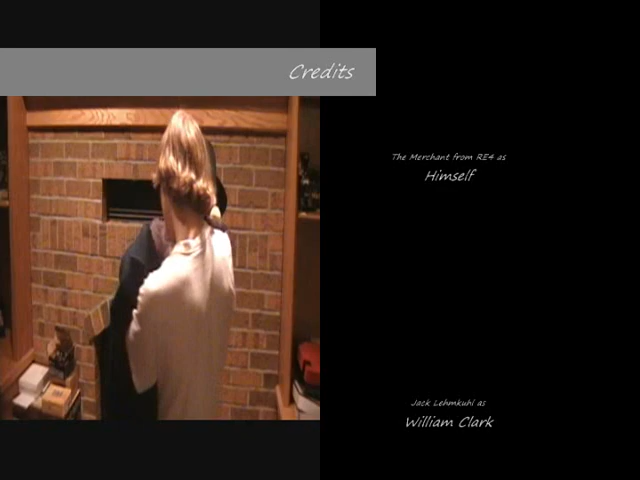 Credits
The Merchant from RE4 as
Himself
Jack Lehmkuhl as
William Clark